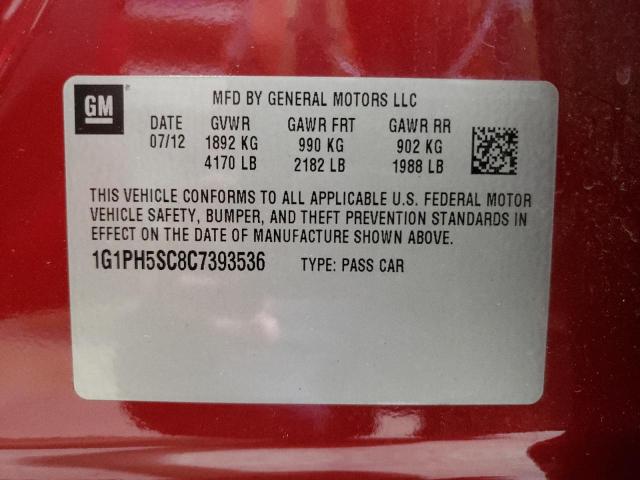 GM
MFD BY GENERAL MOTORS LLC
DATE GVWR GAWR FRT GAWR RR
07/12 1892 KG 990 KG 902 KG
4170 LB 2182 LB 1988 LB
THIS VEHICLE CONFORMS TO ALL APPLICABLE U.S. FEDERAL MOTOR
VEHICLE SAFETY, BUMPER, AND THEFT PREVENTION STANDARDS IN
EFFECT ON THE DATE OF MANUFACTURE SHOWN ABOVE.
1G1PH5SC8C7393536 TYPE: PASS CAR